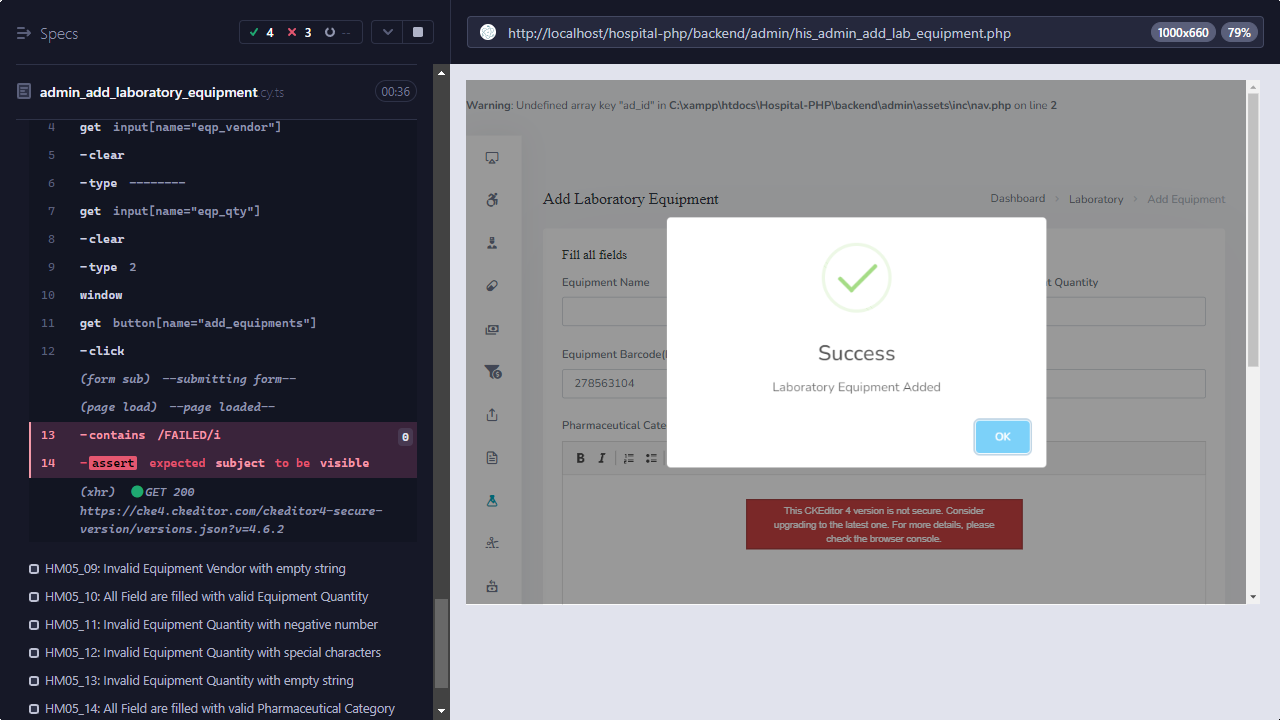 Specs
4
3
--
http://localhost/hospital-php/backend/admin/his_admin_add_lab_equipment.php
1000x660
79%
admin_add_laboratory_equipment.cy.ts
00:36
4 get input[name="eqp_vendor"]
5 -clear
6 -type --------
7 get input[name="eqp_qty"]
8 -clear
9 -type 2
10 window
11 get button[name="add_equipments"]
12 -click
(form sub) --submitting form--
(page load) --page loaded--
13 -contains /FAILED/i 0
14 -assert expected subject to be visible
(xhr) GET 200
https://cke4.ckeditor.com/ckeditor4-secure-
version/versions.json?v=4.6.2
HM05_09: Invalid Equipment Vendor with empty string
HM05_10: All Field are filled with valid Equipment Quantity
HM05_11: Invalid Equipment Quantity with negative number
HM05_12: Invalid Equipment Quantity with special characters
HM05_13: Invalid Equipment Quantity with empty string
HM05_14: All Field are filled with valid Pharmaceutical Category
Warning: Undefined array key "ad_id" in C:\xampp\htdocs\Hospital-PHP\backend\admin\assets\inc\nav.php on line 2
Add Laboratory Equipment
Dashboard › Laboratory › Add Equipment
Fill all fields
Equipment Name
nt Quantity
Equipment Barcode(
278563104
Pharmaceutical Cate
B I
Success
Laboratory Equipment Added
OK
This CKEditor 4 version is not secure. Consider
upgrading to the latest one. For more details, please
check the browser console.